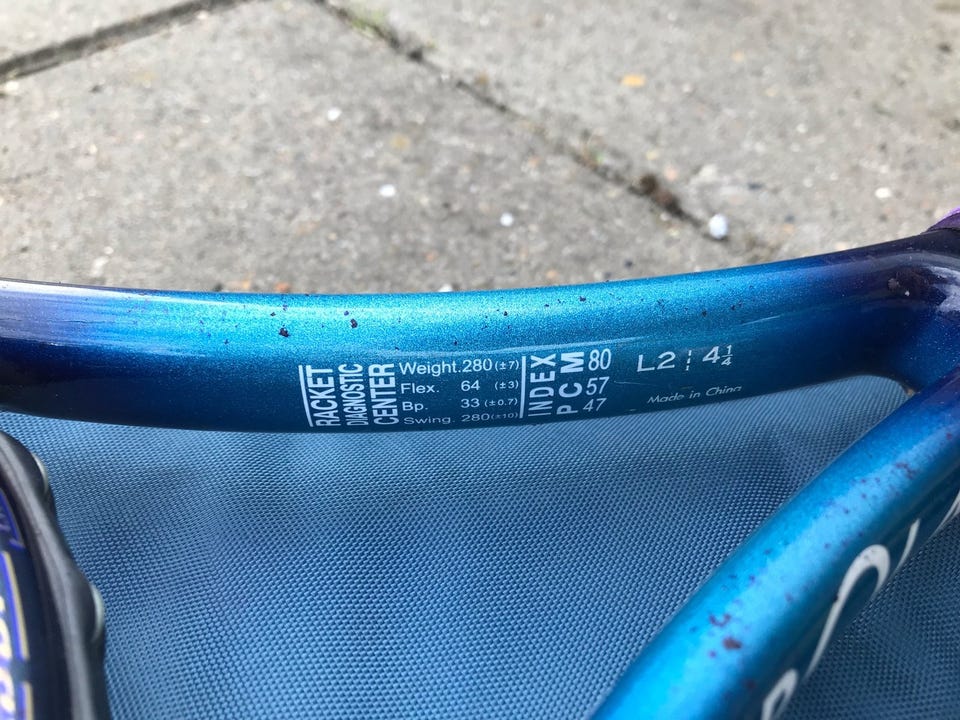 RACKET
DIAGNOSTIC
CENTER
Weight. 280 (±7)
Flex. 64 (±3)
Bp. 33 (±0.7)
Swing. 280 (±10)
INDEX
M 80
C 57
P 47
L2 ¦ 4 1/4
Made in China